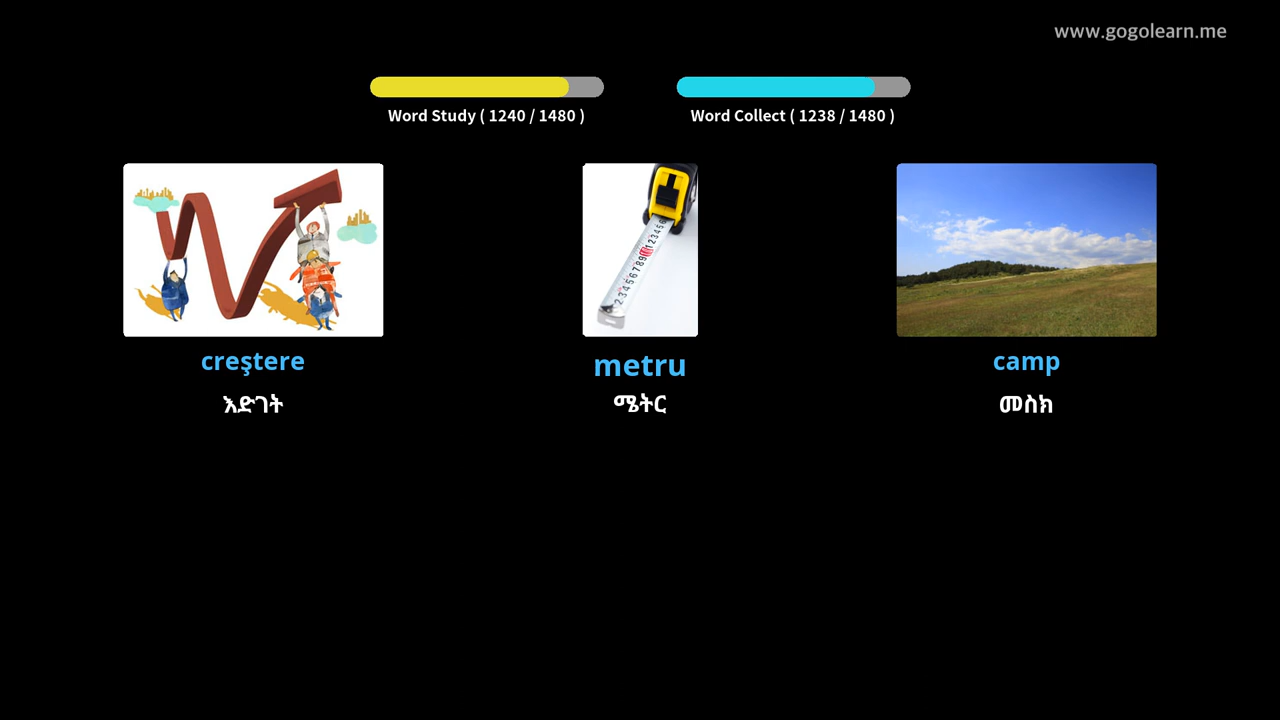 www.gogolearn.me
Word Study ( 1240 / 1480 )
Word Collect ( 1238 / 1480 )
creştere
metru
camp
እድገት
ሜትር
መስክ